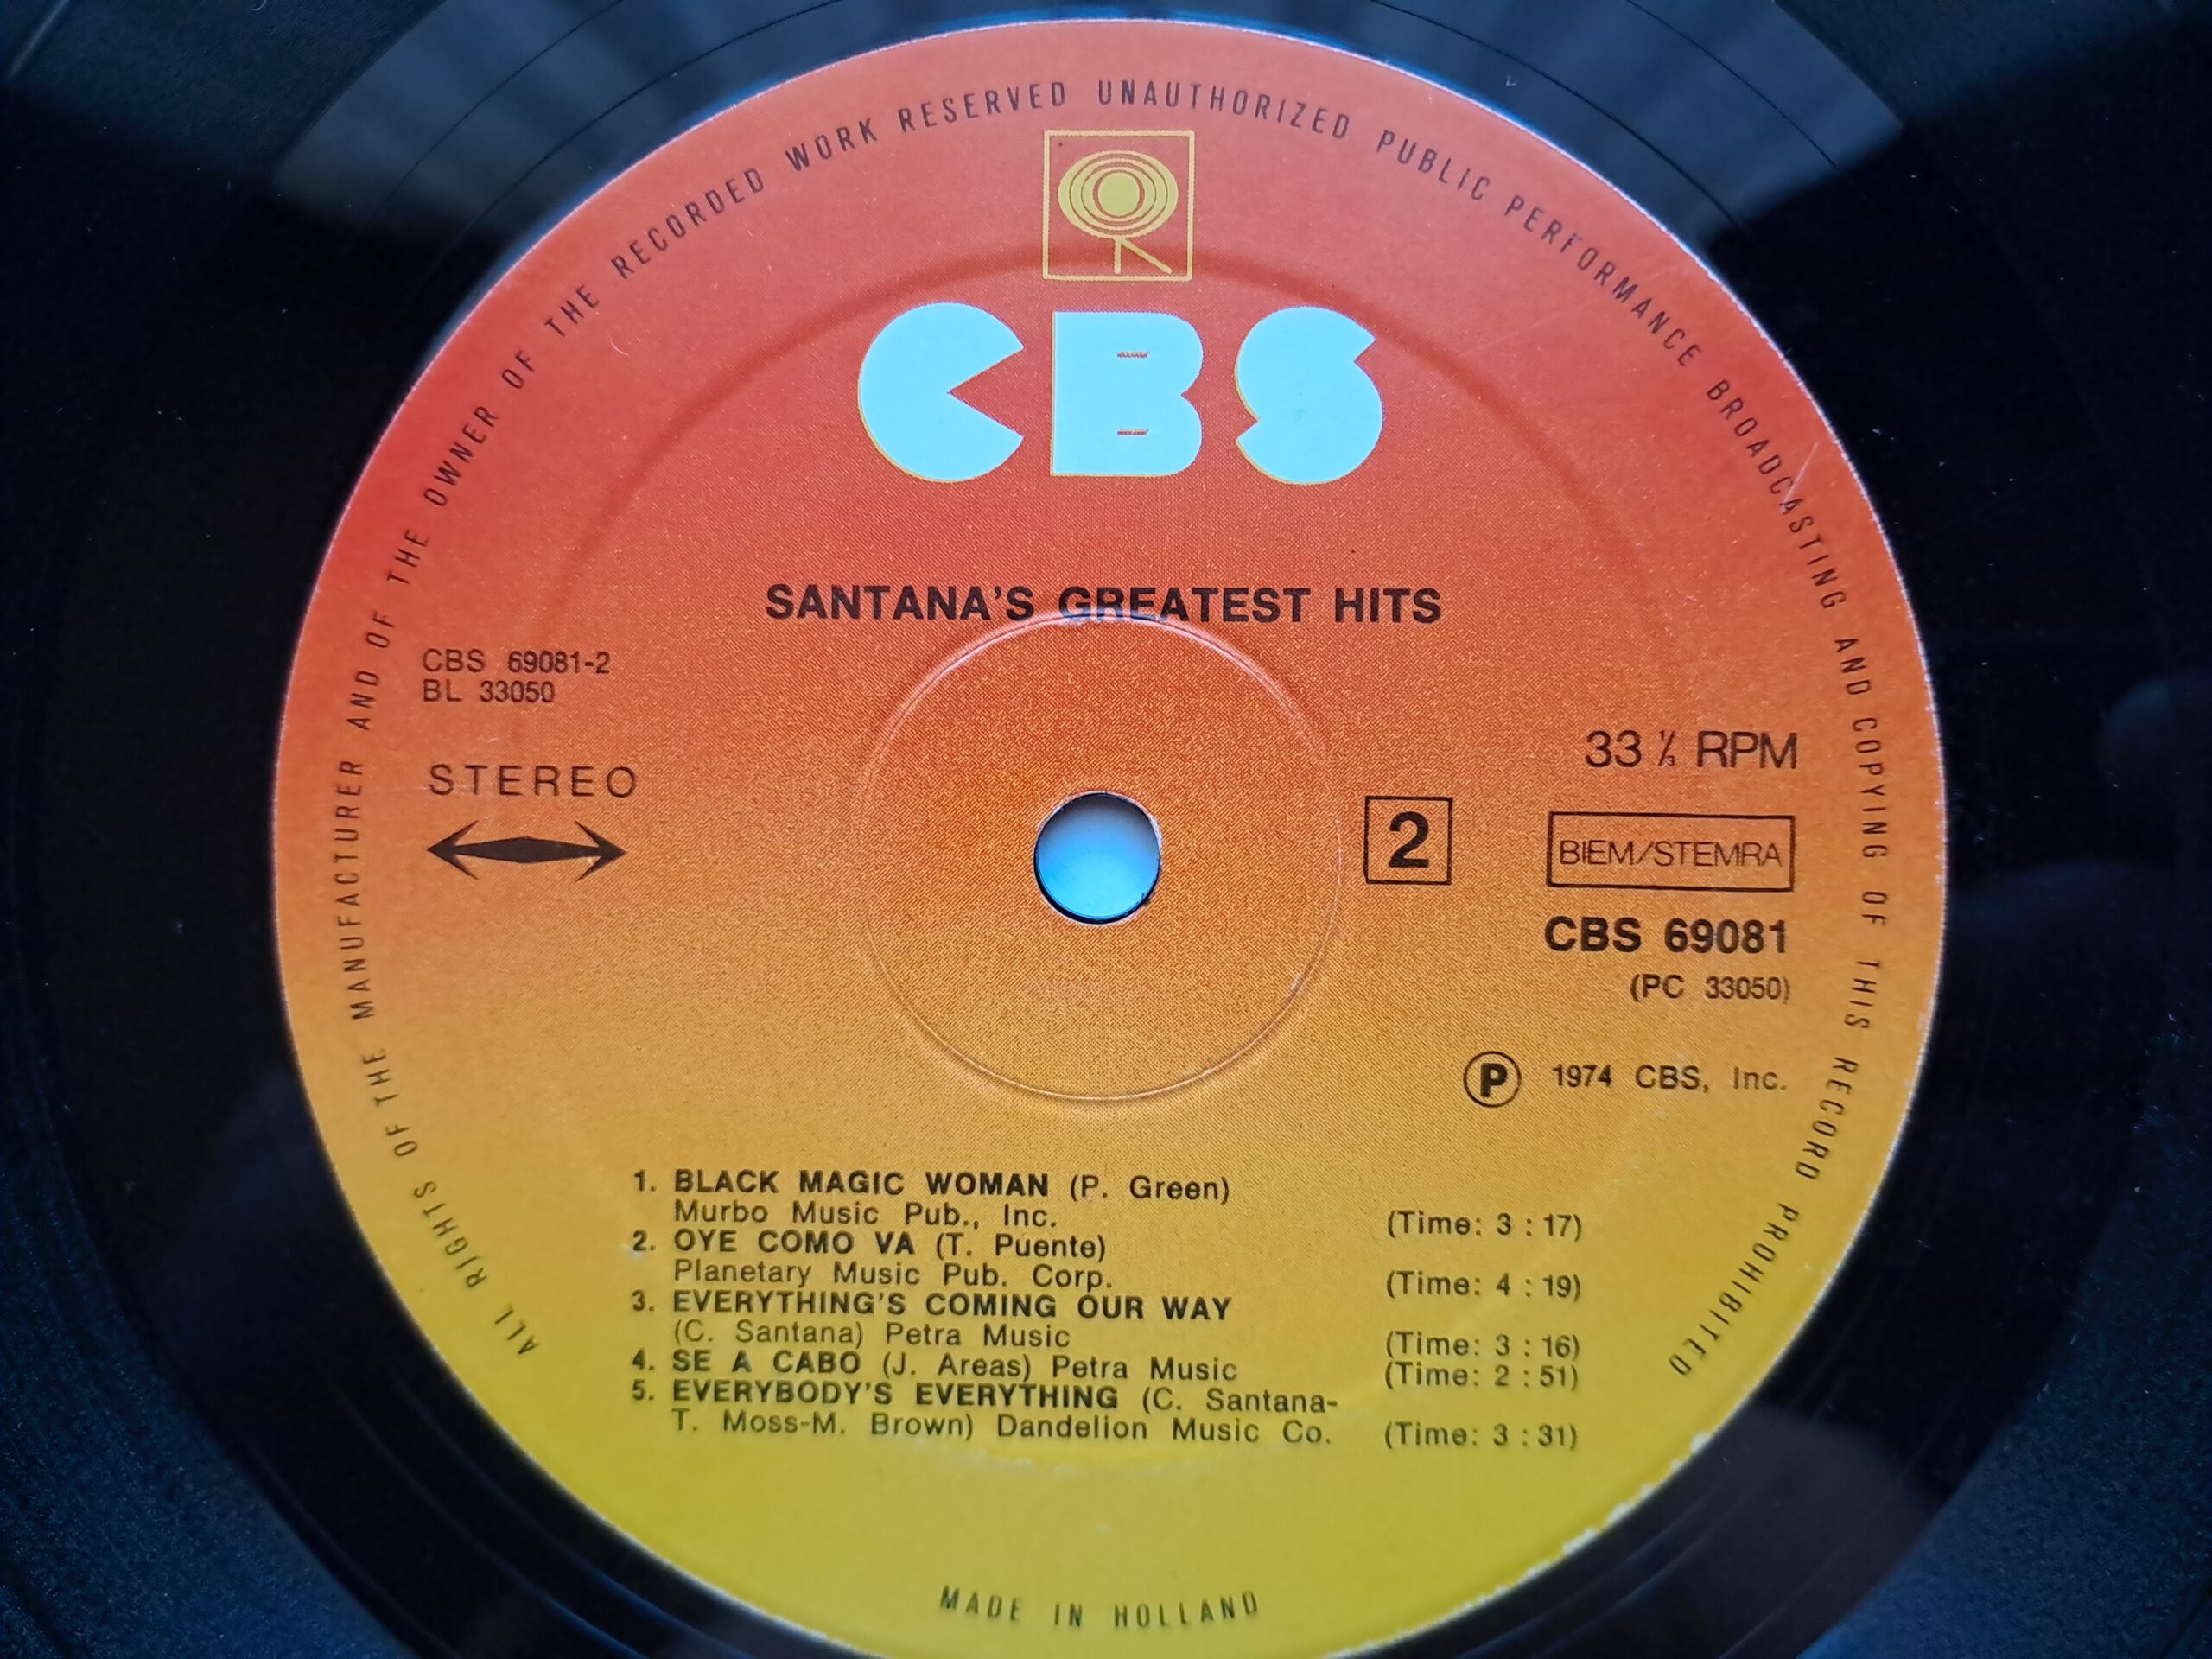 ALL RIGHTS OF THE MANUFACTURER AND OF THE OWNER OF THE RECORDED WORK RESERVED UNAUTHORIZED PUBLIC PERFORMANCE BROADCASTING AND COPYING OF THIS RECORD PROHIBITED
CBS
SANTANA'S GREATEST HITS
CBS 69081-2
BL 33050
STEREO
33 ⅓ RPM
2
BIEM/STEMRA
CBS 69081
(PC 33050)
Ⓟ 1974 CBS, Inc.
1. BLACK MAGIC WOMAN (P. Green)
Murbo Music Pub., Inc. (Time: 3 : 17)
2. OYE COMO VA (T. Puente)
Planetary Music Pub. Corp. (Time: 4 : 19)
3. EVERYTHING'S COMING OUR WAY
(C. Santana) Petra Music (Time: 3 : 16)
4. SE A CABO (J. Areas) Petra Music (Time: 2 : 51)
5. EVERYBODY'S EVERYTHING (C. Santana-
T. Moss-M. Brown) Dandelion Music Co. (Time: 3 : 31)
MADE IN HOLLAND